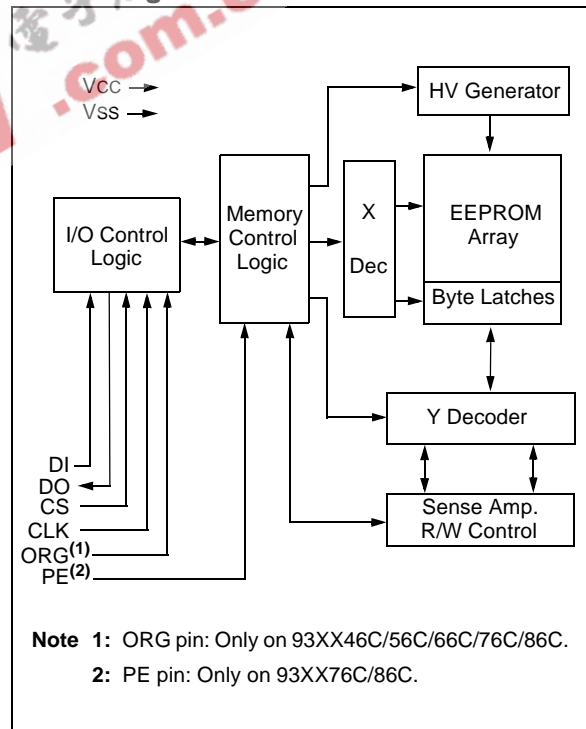 .com
Vcc
Vss
HV Generator
I/O Control
Logic
Memory
Control
Logic
X
Dec
EEPROM
Array
Byte Latches
Y Decoder
Sense Amp.
R/W Control
DI
DO
CS
CLK
ORG(1)
PE(2)
Note 1: ORG pin: Only on 93XX46C/56C/66C/76C/86C.
2: PE pin: Only on 93XX76C/86C.